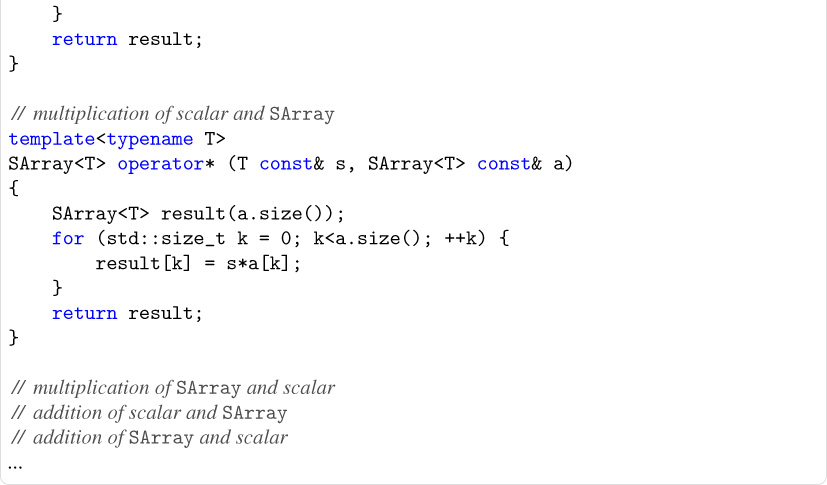 }
    return result;
}

// multiplication of scalar and SArray
template<typename T>
SArray<T> operator* (T const& s, SArray<T> const& a)
{
    SArray<T> result(a.size());
    for (std::size_t k = 0; k<a.size(); ++k) {
        result[k] = s*a[k];
    }
    return result;
}

// multiplication of SArray and scalar
// addition of scalar and SArray
// addition of SArray and scalar
...